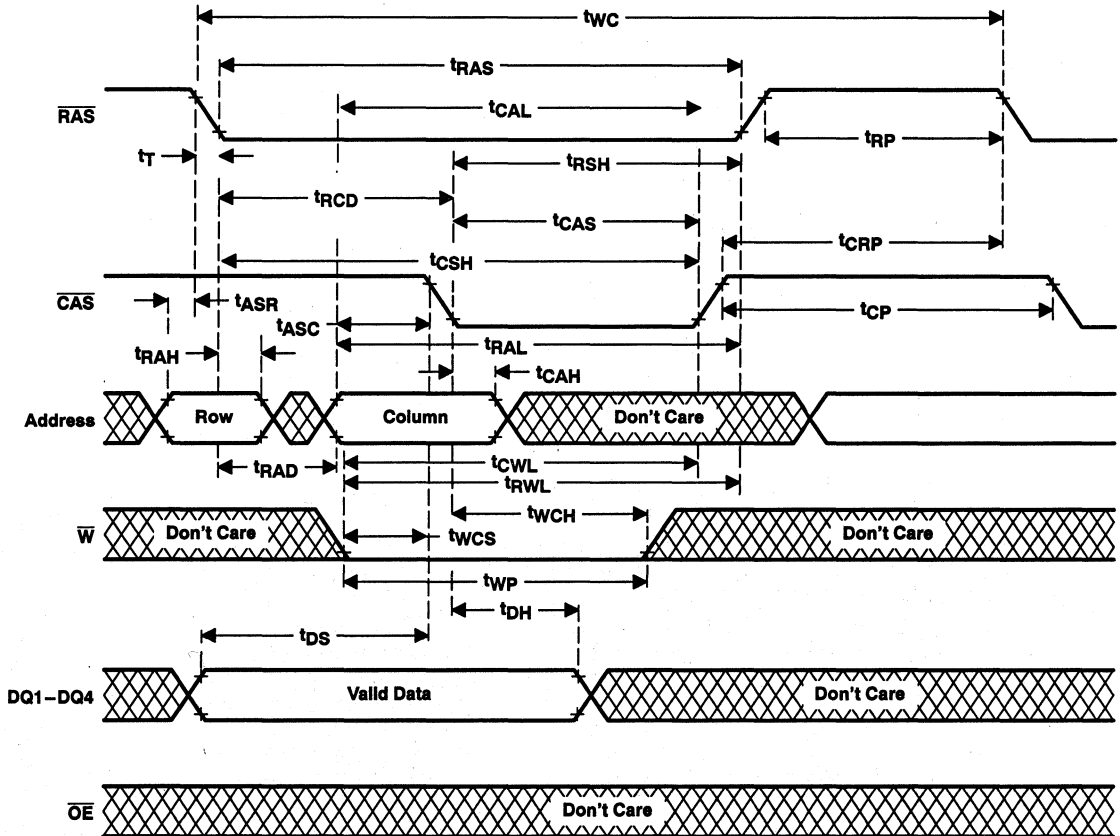 tWC
tRAS
RAS
tCAL
tT
tRP
tRSH
tRCD
tCAS
tCRP
tCSH
CAS
tASR
tCP
tASC
tRAL
tRAH
tCAH
Address
Row
Column
Don't Care
tRAD
tCWL
tRWL
tWCH
W
Don't Care
tWCS
Don't Care
tWP
tDH
tDS
DQ1–DQ4
Valid Data
Don't Care
OE
Don't Care